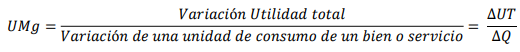 UMg = Variación Utilidad total / Variación de una unidad de consumo de un bien o servicio = ΔUT / ΔQ